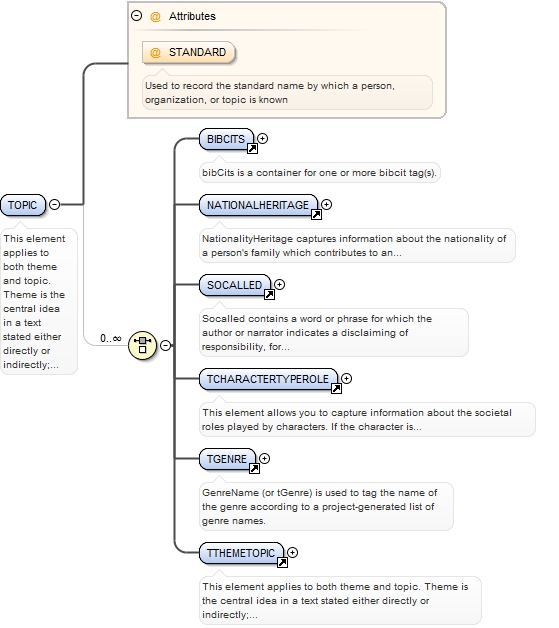 Attributes
@ STANDARD
Used to record the standard name by which a person,
organization, or topic is known
TOPIC
This element
applies to
both theme
and topic.
Theme is the
central idea
in a text
stated either
directly or
indirectly;...
0..∞
BIBCITS
bibCits is a container for one or more bibcit tag(s).
NATIONALHERITAGE
NationalityHeritage captures information about the nationality of
a person's family which contributes to an...
SOCALLED
Socalled contains a word or phrase for which the
author or narrator indicates a disclaiming of
responsibility, for...
TCHARACTERTYPEROLE
This element allows you to capture information about the societal
roles played by characters. If the character is...
TGENRE
GenreName (or tGenre) is used to tag the name of
the genre according to a project-generated list of
genre names.
TTHEMETOPIC
This element applies to both theme and topic. Theme is
the central idea in a text stated either directly or
indirectly;...